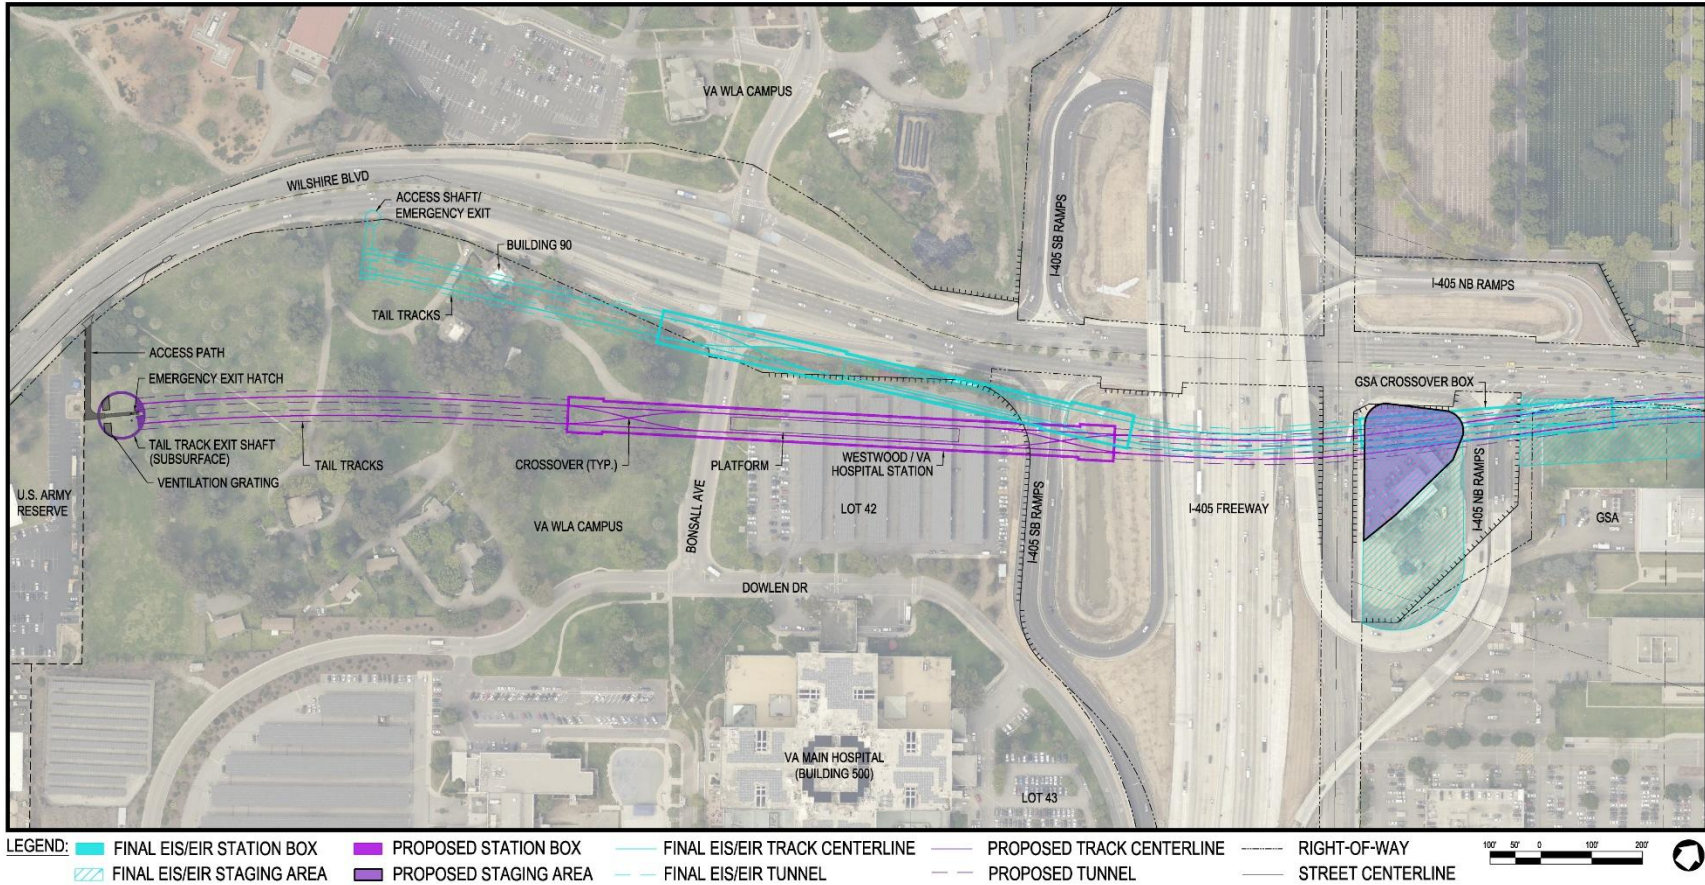 VA WLA CAMPUS
WILSHIRE BLVD
ACCESS SHAFT/
EMERGENCY EXIT
BUILDING 90
I-405 SB RAMPS
I-405 NB RAMPS
TAIL TRACKS
ACCESS PATH
EMERGENCY EXIT HATCH
GSA CROSSOVER BOX
TAIL TRACK EXIT SHAFT
(SUBSURFACE)
TAIL TRACKS
VENTILATION GRATING
CROSSOVER (TYP.)
PLATFORM
WESTWOOD / VA
HOSPITAL STATION
U.S. ARMY
RESERVE
VA WLA CAMPUS
BONSALL AVE
LOT 42
I-405 SB RAMPS
I-405 FREEWAY
I-405 NB RAMPS
GSA
DOWLEN DR
VA MAIN HOSPITAL
(BUILDING 500)
LOT 43
LEGEND:
FINAL EIS/EIR STATION BOX
PROPOSED STATION BOX
FINAL EIS/EIR TRACK CENTERLINE
PROPOSED TRACK CENTERLINE
RIGHT-OF-WAY
100' 50' 0 100' 200'
FINAL EIS/EIR STAGING AREA
PROPOSED STAGING AREA
FINAL EIS/EIR TUNNEL
PROPOSED TUNNEL
STREET CENTERLINE